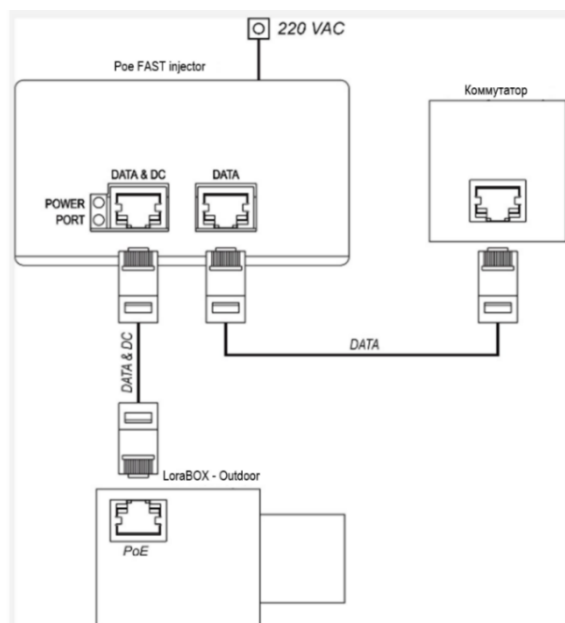 220 VAC
Poe FAST injector
Коммутатор
DATA & DC
DATA
POWER
PORT
DATA & DC
DATA
LoraBOX - Outdoor
PoE